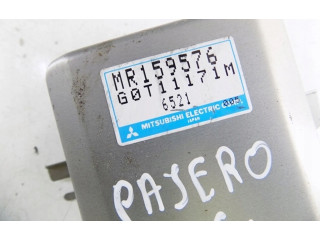 MR159576
G0T11171M
6521
MITSUBISHI ELECTRIC
JAPAN
PAJERO